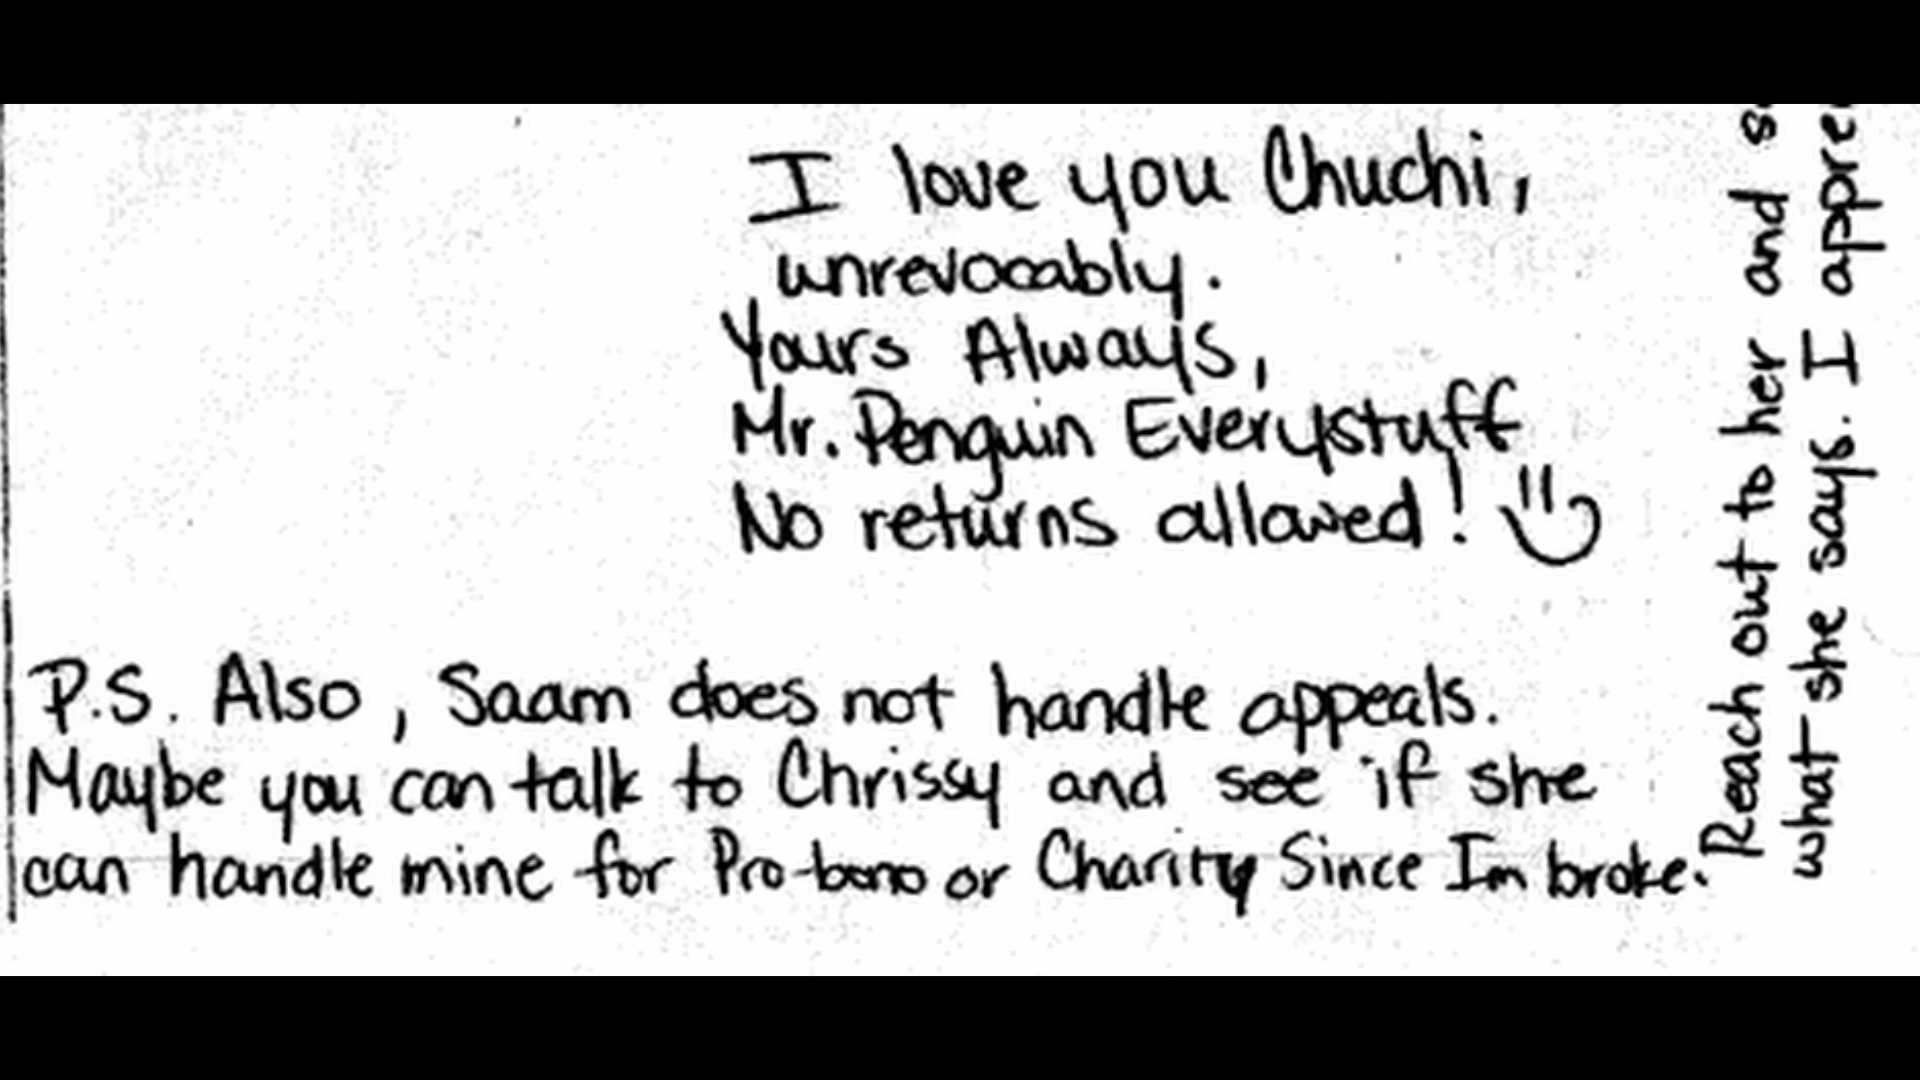 I love you Chuchi,
unrevocably.
Yours Always,
Mr. Penguin Everystuff
No returns allowed!
P.S. Also, Saam does not handle appeals.
Maybe you can talk to Chrissy and see if she
can handle mine for Pro-bono or Charity Since Im broke.
Reach out to her and
what she says. I